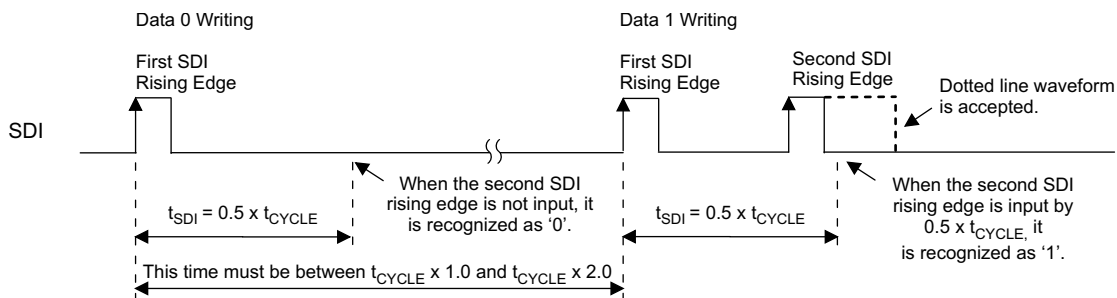 Data 0 Writing
Data 1 Writing
First SDI
Rising Edge
First SDI
Rising Edge
Second SDI
Rising Edge
Dotted line waveform
is accepted.
SDI
When the second SDI
rising edge is not input, it
is recognized as ‘0’.
When the second SDI
rising edge is input by
0.5 x tCYCLE, it
is recognized as ‘1’.
tSDI = 0.5 x tCYCLE
tSDI = 0.5 x tCYCLE
This time must be between tCYCLE x 1.0 and tCYCLE x 2.0